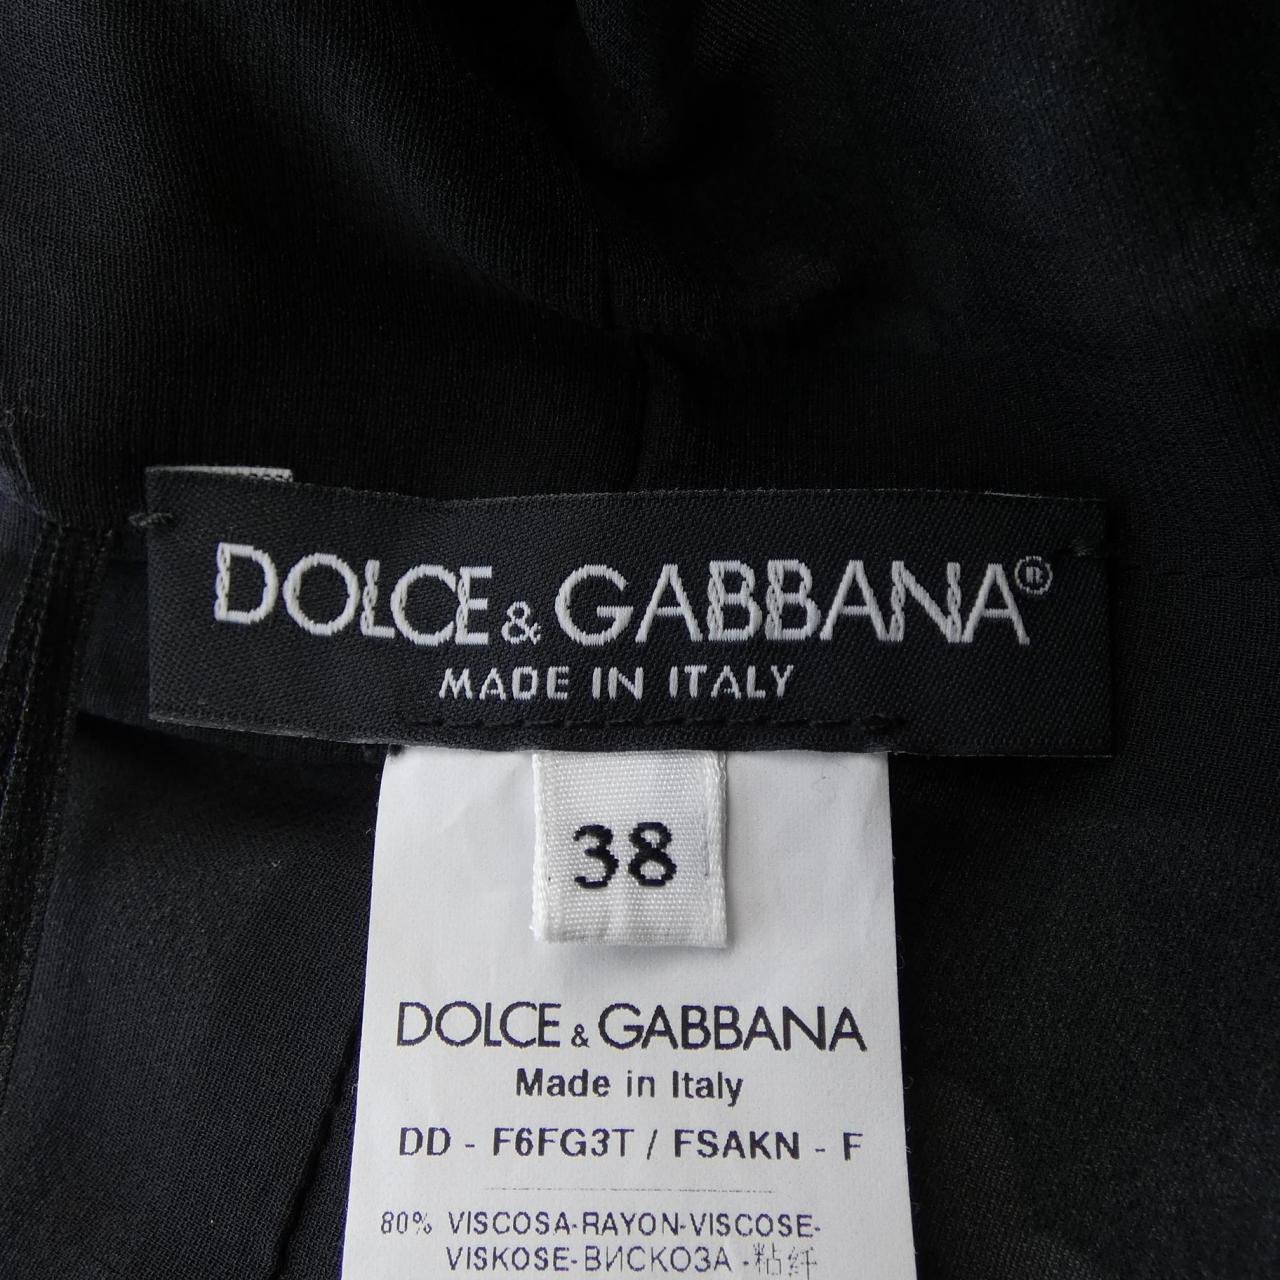 DOLCE & GABBANA®
MADE IN ITALY
38
DOLCE & GABBANA
Made in Italy
DD - F6FG3T / FSAKN - F
80% VISCOSA-RAYON-VISCOSE-
VISKOSE-ВИСКОЗА -粘纤